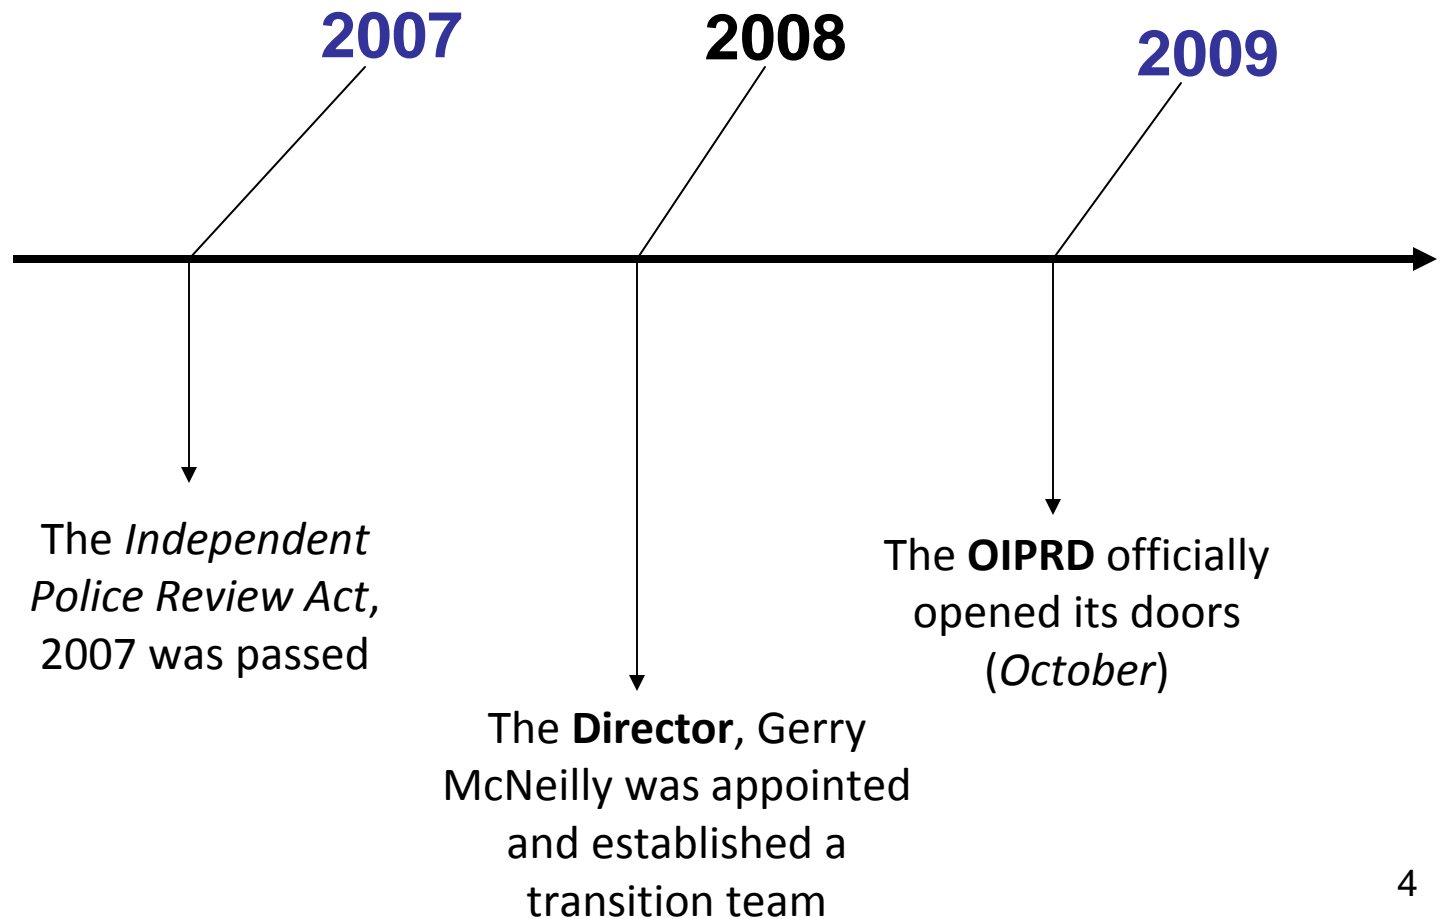 2007
2008
2009
The Independent
Police Review Act,
2007 was passed
The Director, Gerry
McNeilly was appointed
and established a
transition team
The OIPRD officially
opened its doors
(October)
4